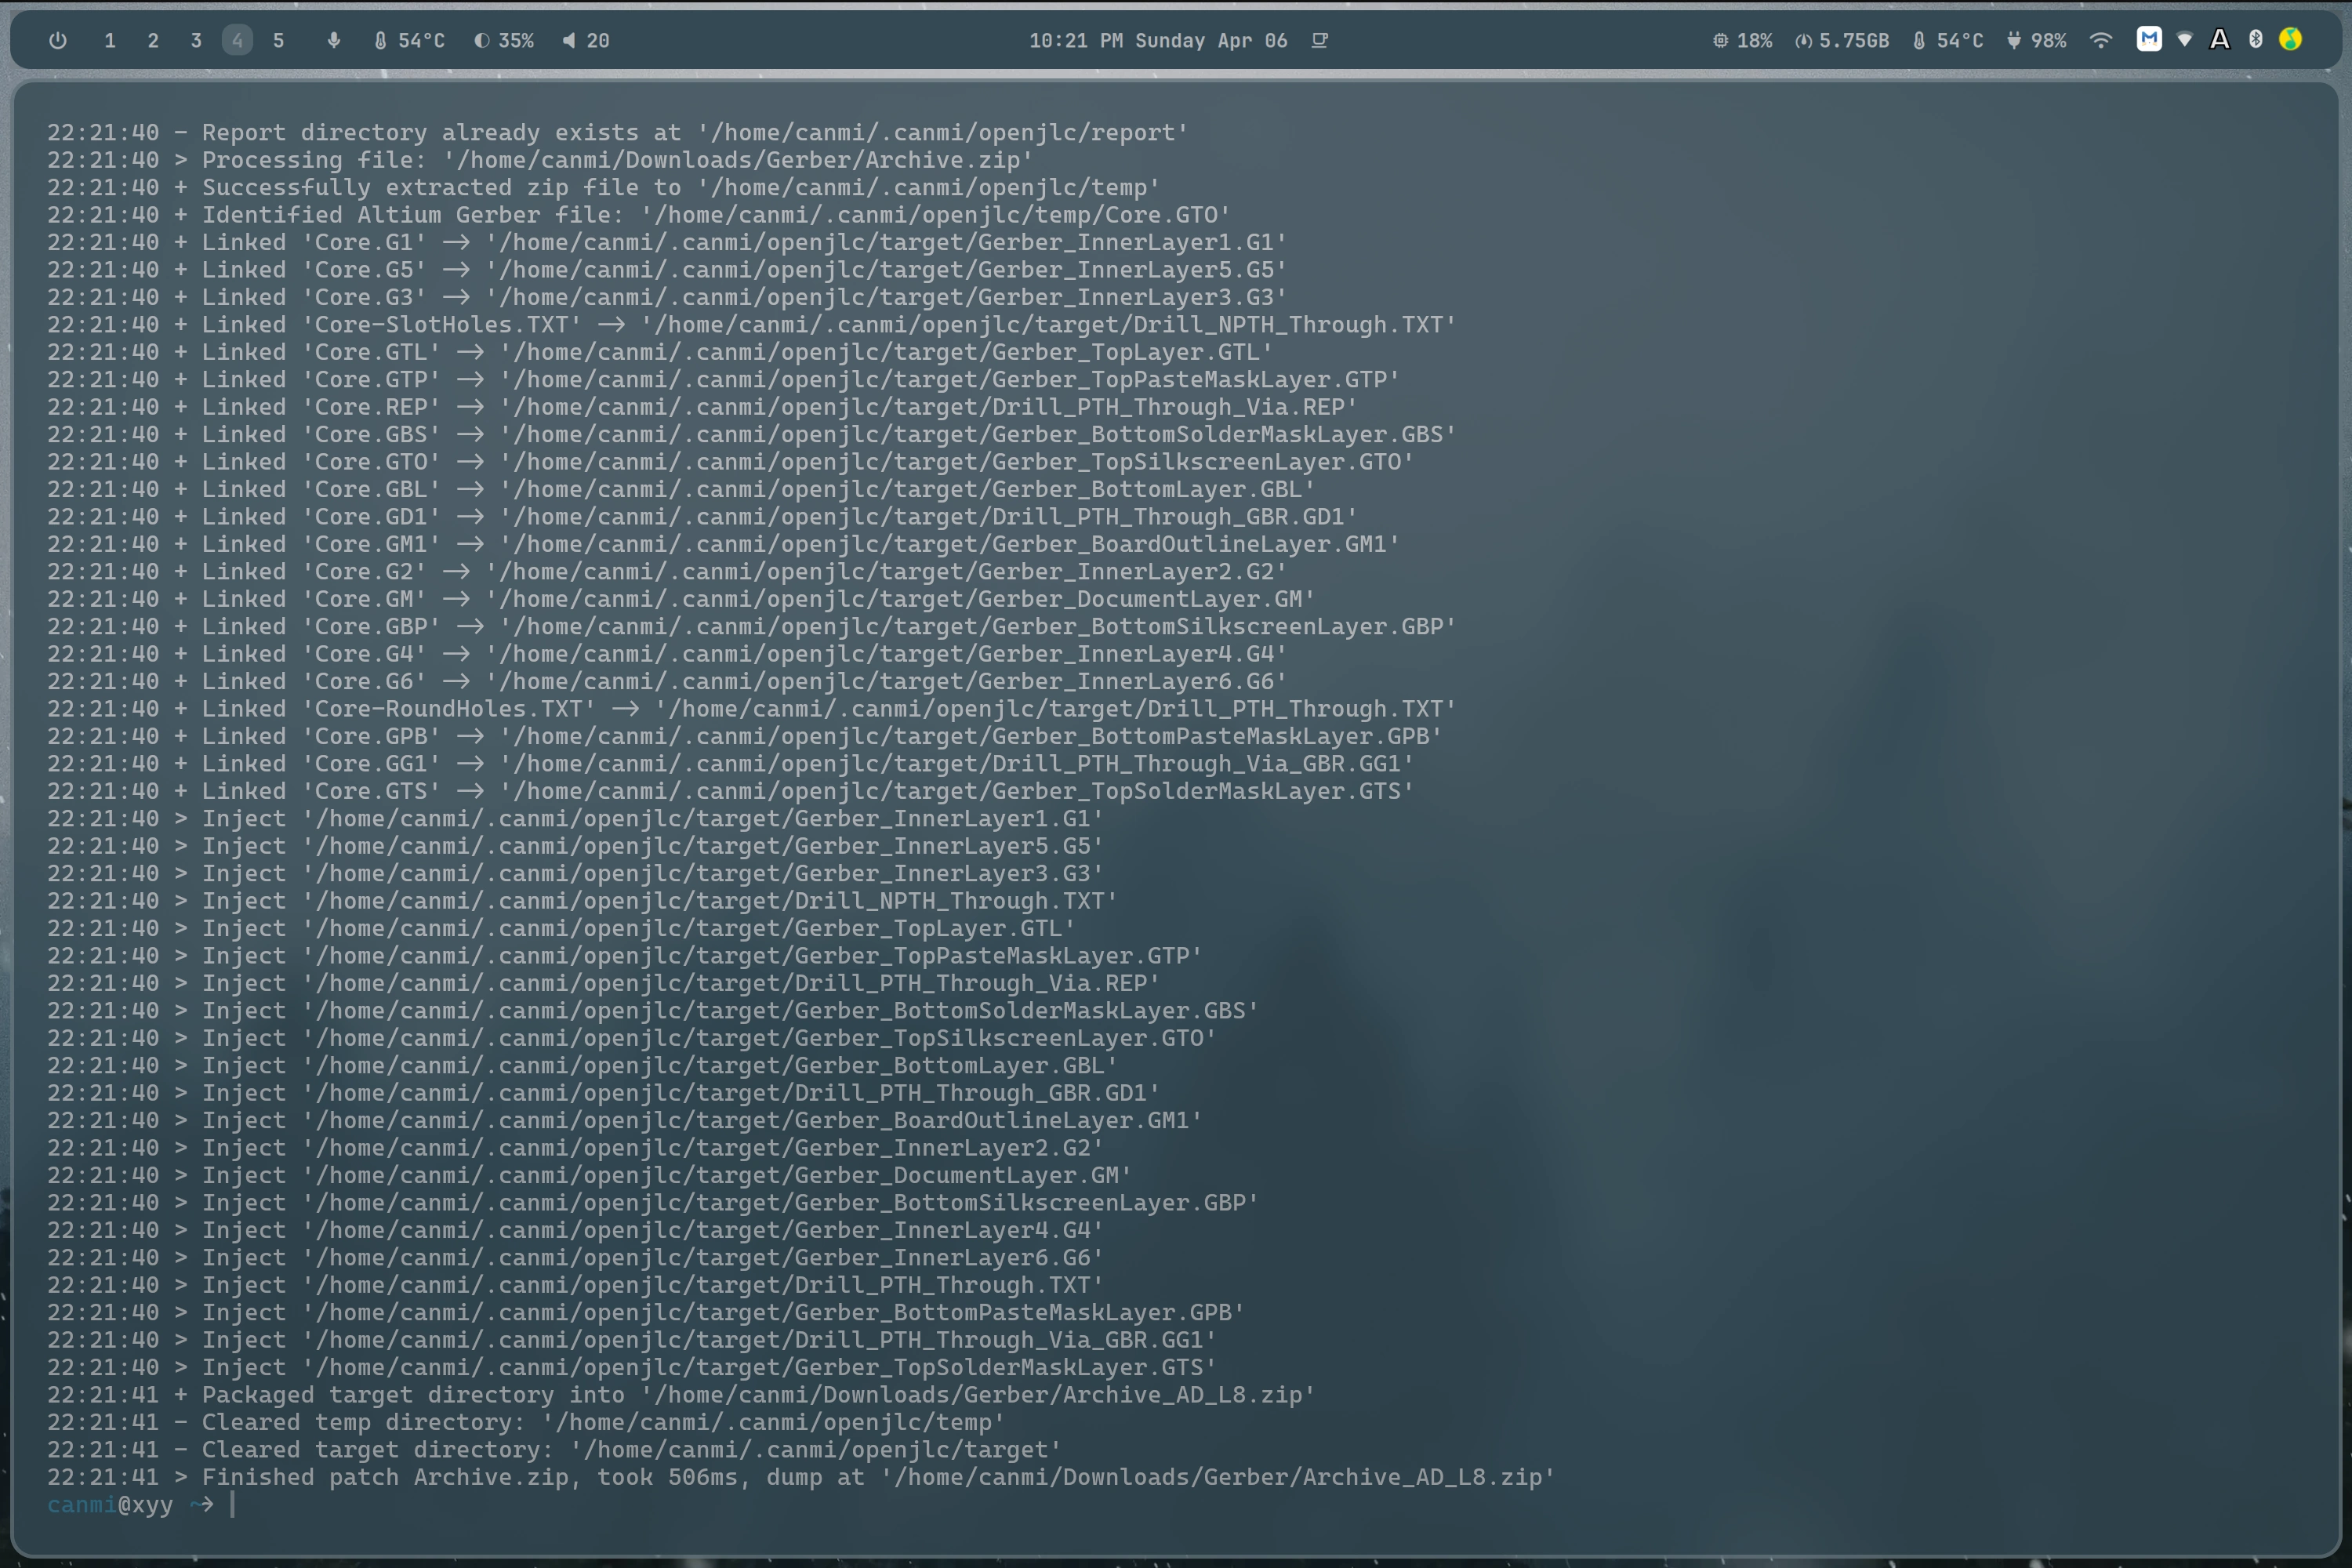 1 2 3 4 5 54°C 35% 20 10:21 PM Sunday Apr 06 18% 5.75GB 54°C 98% M A
22:21:40 - Report directory already exists at '/home/canmi/.canmi/openjlc/report'
22:21:40 > Processing file: '/home/canmi/Downloads/Gerber/Archive.zip'
22:21:40 + Successfully extracted zip file to '/home/canmi/.canmi/openjlc/temp'
22:21:40 + Identified Altium Gerber file: '/home/canmi/.canmi/openjlc/temp/Core.GTO'
22:21:40 + Linked 'Core.G1' → '/home/canmi/.canmi/openjlc/target/Gerber_InnerLayer1.G1'
22:21:40 + Linked 'Core.G5' → '/home/canmi/.canmi/openjlc/target/Gerber_InnerLayer5.G5'
22:21:40 + Linked 'Core.G3' → '/home/canmi/.canmi/openjlc/target/Gerber_InnerLayer3.G3'
22:21:40 + Linked 'Core-SlotHoles.TXT' → '/home/canmi/.canmi/openjlc/target/Drill_NPTH_Through.TXT'
22:21:40 + Linked 'Core.GTL' → '/home/canmi/.canmi/openjlc/target/Gerber_TopLayer.GTL'
22:21:40 + Linked 'Core.GTP' → '/home/canmi/.canmi/openjlc/target/Gerber_TopPasteMaskLayer.GTP'
22:21:40 + Linked 'Core.REP' → '/home/canmi/.canmi/openjlc/target/Drill_PTH_Through_Via.REP'
22:21:40 + Linked 'Core.GBS' → '/home/canmi/.canmi/openjlc/target/Gerber_BottomSolderMaskLayer.GBS'
22:21:40 + Linked 'Core.GTO' → '/home/canmi/.canmi/openjlc/target/Gerber_TopSilkscreenLayer.GTO'
22:21:40 + Linked 'Core.GBL' → '/home/canmi/.canmi/openjlc/target/Gerber_BottomLayer.GBL'
22:21:40 + Linked 'Core.GD1' → '/home/canmi/.canmi/openjlc/target/Drill_PTH_Through_GBR.GD1'
22:21:40 + Linked 'Core.GM1' → '/home/canmi/.canmi/openjlc/target/Gerber_BoardOutlineLayer.GM1'
22:21:40 + Linked 'Core.G2' → '/home/canmi/.canmi/openjlc/target/Gerber_InnerLayer2.G2'
22:21:40 + Linked 'Core.GM' → '/home/canmi/.canmi/openjlc/target/Gerber_DocumentLayer.GM'
22:21:40 + Linked 'Core.GBP' → '/home/canmi/.canmi/openjlc/target/Gerber_BottomSilkscreenLayer.GBP'
22:21:40 + Linked 'Core.G4' → '/home/canmi/.canmi/openjlc/target/Gerber_InnerLayer4.G4'
22:21:40 + Linked 'Core.G6' → '/home/canmi/.canmi/openjlc/target/Gerber_InnerLayer6.G6'
22:21:40 + Linked 'Core-RoundHoles.TXT' → '/home/canmi/.canmi/openjlc/target/Drill_PTH_Through.TXT'
22:21:40 + Linked 'Core.GPB' → '/home/canmi/.canmi/openjlc/target/Gerber_BottomPasteMaskLayer.GPB'
22:21:40 + Linked 'Core.GG1' → '/home/canmi/.canmi/openjlc/target/Drill_PTH_Through_Via_GBR.GG1'
22:21:40 + Linked 'Core.GTS' → '/home/canmi/.canmi/openjlc/target/Gerber_TopSolderMaskLayer.GTS'
22:21:40 > Inject '/home/canmi/.canmi/openjlc/target/Gerber_InnerLayer1.G1'
22:21:40 > Inject '/home/canmi/.canmi/openjlc/target/Gerber_InnerLayer5.G5'
22:21:40 > Inject '/home/canmi/.canmi/openjlc/target/Gerber_InnerLayer3.G3'
22:21:40 > Inject '/home/canmi/.canmi/openjlc/target/Drill_NPTH_Through.TXT'
22:21:40 > Inject '/home/canmi/.canmi/openjlc/target/Gerber_TopLayer.GTL'
22:21:40 > Inject '/home/canmi/.canmi/openjlc/target/Gerber_TopPasteMaskLayer.GTP'
22:21:40 > Inject '/home/canmi/.canmi/openjlc/target/Drill_PTH_Through_Via.REP'
22:21:40 > Inject '/home/canmi/.canmi/openjlc/target/Gerber_BottomSolderMaskLayer.GBS'
22:21:40 > Inject '/home/canmi/.canmi/openjlc/target/Gerber_TopSilkscreenLayer.GTO'
22:21:40 > Inject '/home/canmi/.canmi/openjlc/target/Gerber_BottomLayer.GBL'
22:21:40 > Inject '/home/canmi/.canmi/openjlc/target/Drill_PTH_Through_GBR.GD1'
22:21:40 > Inject '/home/canmi/.canmi/openjlc/target/Gerber_BoardOutlineLayer.GM1'
22:21:40 > Inject '/home/canmi/.canmi/openjlc/target/Gerber_InnerLayer2.G2'
22:21:40 > Inject '/home/canmi/.canmi/openjlc/target/Gerber_DocumentLayer.GM'
22:21:40 > Inject '/home/canmi/.canmi/openjlc/target/Gerber_BottomSilkscreenLayer.GBP'
22:21:40 > Inject '/home/canmi/.canmi/openjlc/target/Gerber_InnerLayer4.G4'
22:21:40 > Inject '/home/canmi/.canmi/openjlc/target/Gerber_InnerLayer6.G6'
22:21:40 > Inject '/home/canmi/.canmi/openjlc/target/Drill_PTH_Through.TXT'
22:21:40 > Inject '/home/canmi/.canmi/openjlc/target/Gerber_BottomPasteMaskLayer.GPB'
22:21:40 > Inject '/home/canmi/.canmi/openjlc/target/Drill_PTH_Through_Via_GBR.GG1'
22:21:40 > Inject '/home/canmi/.canmi/openjlc/target/Gerber_TopSolderMaskLayer.GTS'
22:21:41 + Packaged target directory into '/home/canmi/Downloads/Gerber/Archive_AD_L8.zip'
22:21:41 - Cleared temp directory: '/home/canmi/.canmi/openjlc/temp'
22:21:41 - Cleared target directory: '/home/canmi/.canmi/openjlc/target'
22:21:41 > Finished patch Archive.zip, took 506ms, dump at '/home/canmi/Downloads/Gerber/Archive_AD_L8.zip'
canmi@xyy ~>